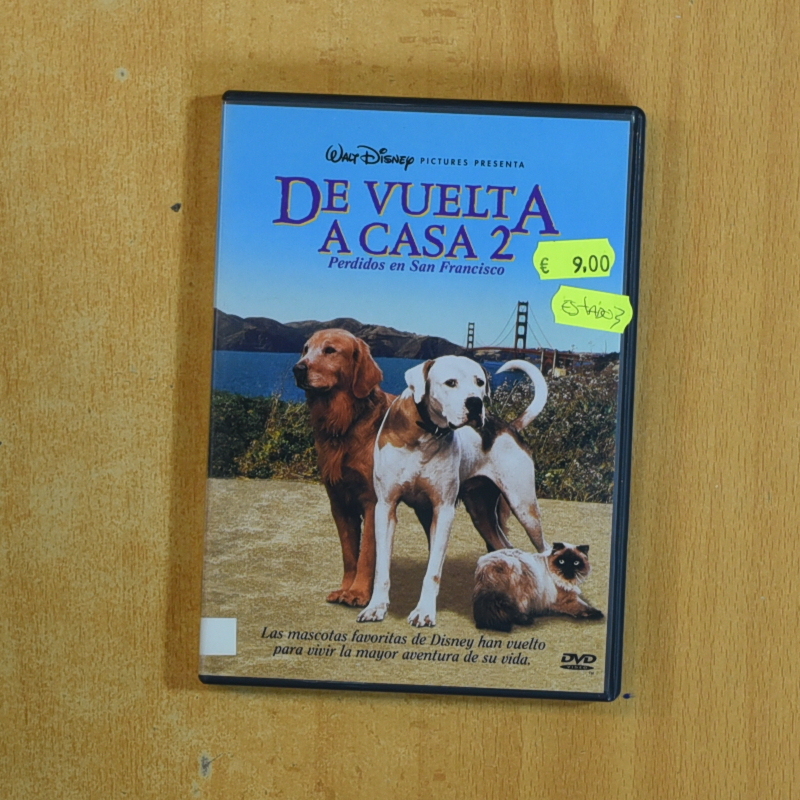 WALT DISNEY PICTURES PRESENTA
DE VUELTA
A CASA 2
Perdidos en San Francisco
€ 9,00
Las mascotas favoritas de Disney han vuelto
para vivir la mayor aventura de su vida.
DVD
VIDEO